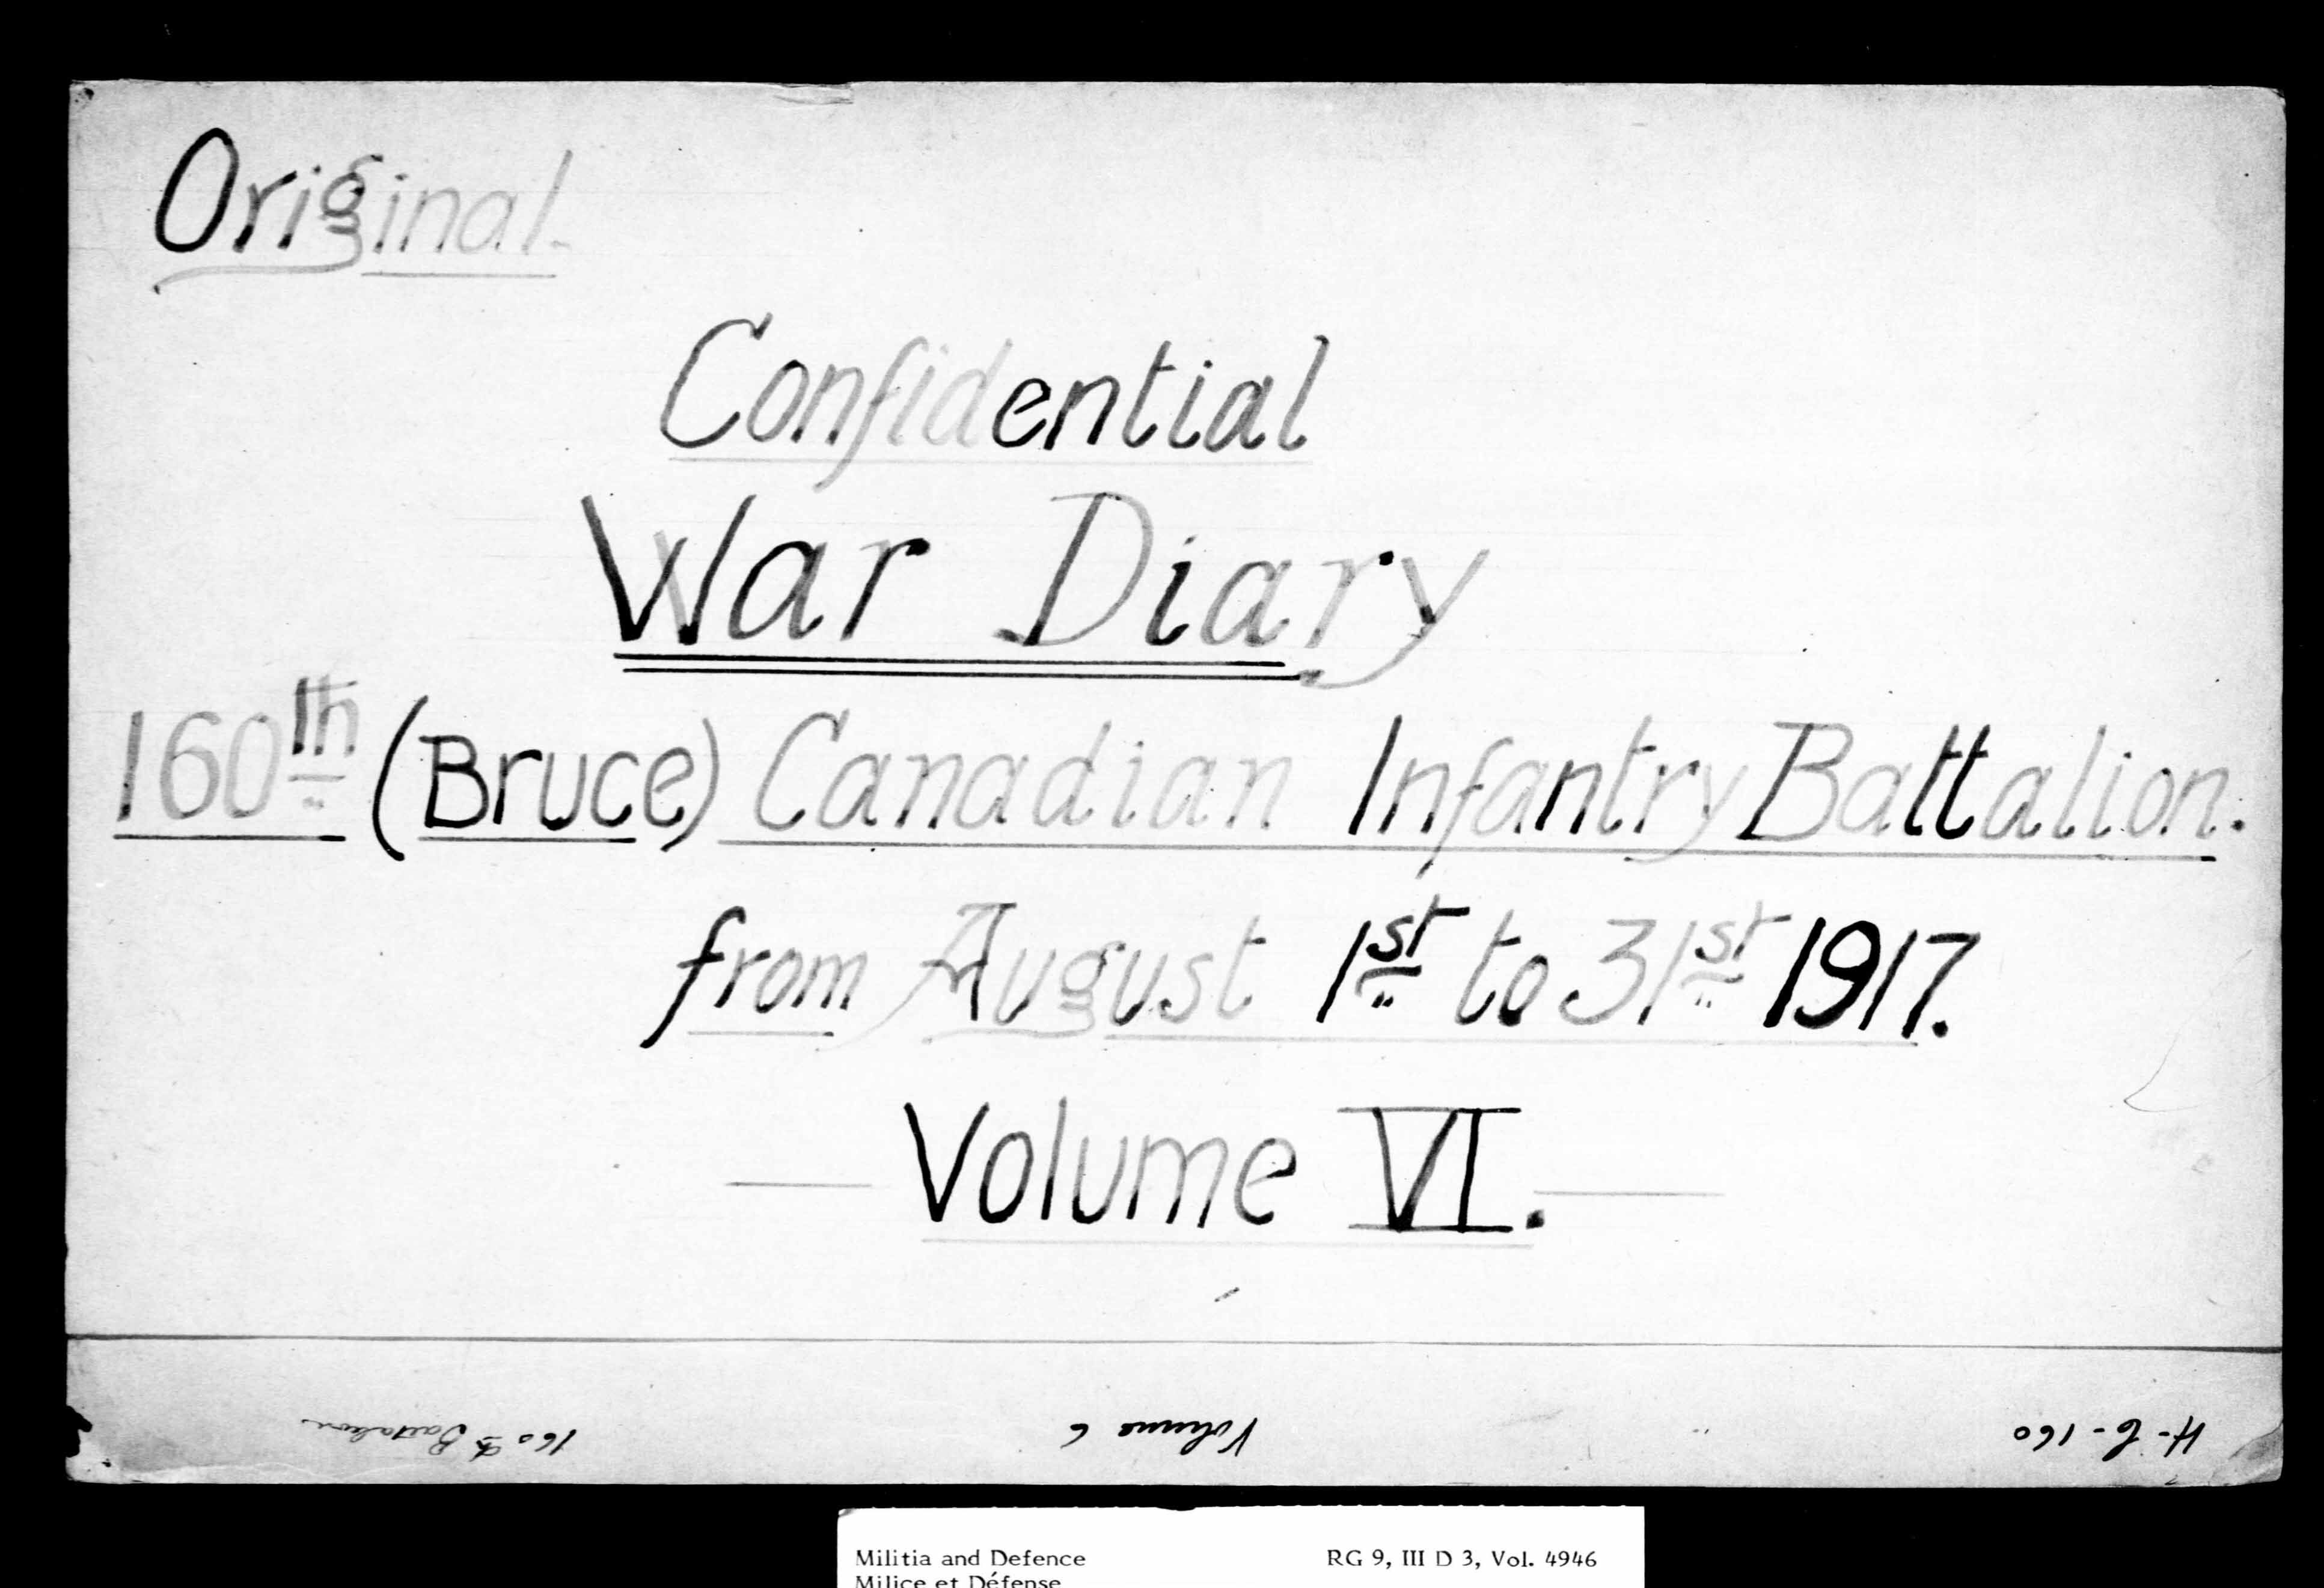 Original.
Confidential
War Diary
160th (Bruce) Canadian Infantry Battalion.
from August 1st to 31st 1917.
— Volume VI. —
H-6-160 Volume 6 160th Battalion
Militia and Defence RG 9, III D 3, Vol. 4946
Milice et Défense